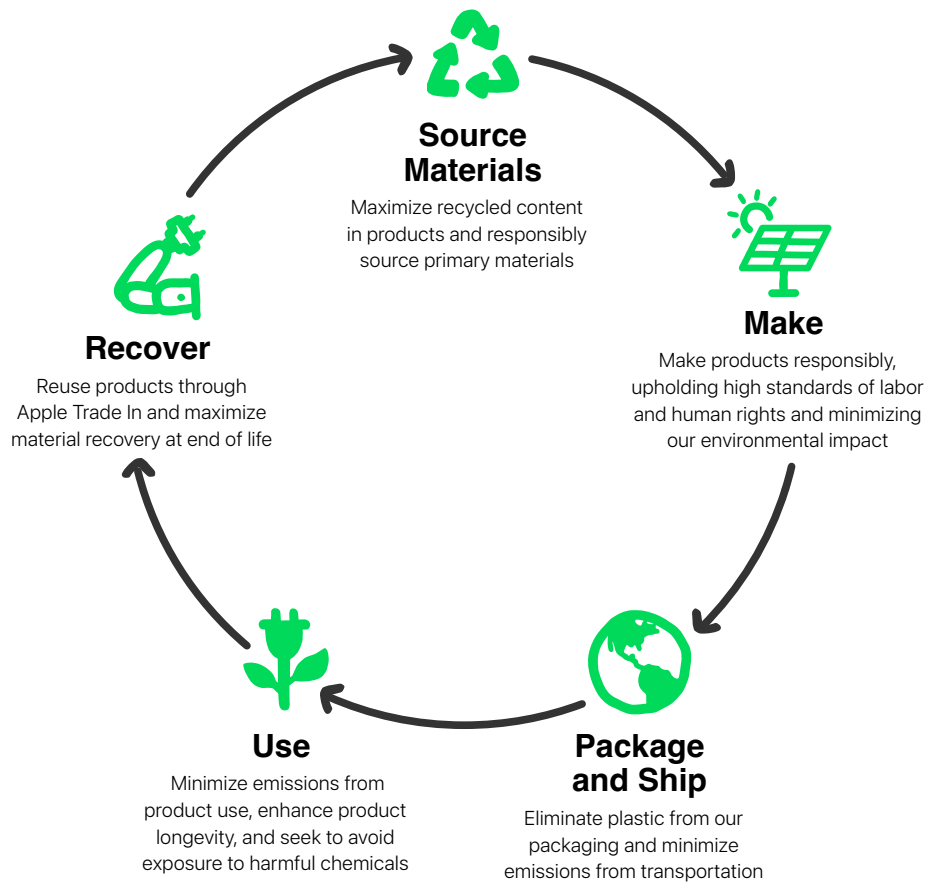 Source
Materials
Maximize recycled content
in products and responsibly
source primary materials
Make
Make products responsibly,
upholding high standards of labor
and human rights and minimizing
our environmental impact
Package
and Ship
Eliminate plastic from our
packaging and minimize
emissions from transportation
Use
Minimize emissions from
product use, enhance product
longevity, and seek to avoid
exposure to harmful chemicals
Recover
Reuse products through
Apple Trade In and maximize
material recovery at end of life